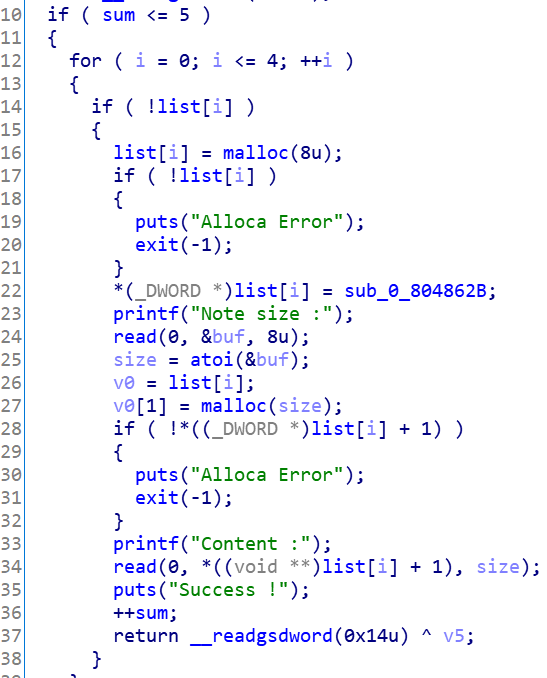 10 if ( sum <= 5 )
11 {
12 for ( i = 0; i <= 4; ++i )
13 {
14 if ( !list[i] )
15 {
16 list[i] = malloc(8u);
17 if ( !list[i] )
18 {
19 puts("Alloca Error");
20 exit(-1);
21 }
22 *(_DWORD *)list[i] = sub_0_804862B;
23 printf("Note size :");
24 read(0, &buf, 8u);
25 size = atoi(&buf);
26 v0 = list[i];
27 v0[1] = malloc(size);
28 if ( !*((_DWORD *)list[i] + 1) )
29 {
30 puts("Alloca Error");
31 exit(-1);
32 }
33 printf("Content :");
34 read(0, *((void **)list[i] + 1), size);
35 puts("Success !");
36 ++sum;
37 return __readgsdword(0x14u) ^ v5;
38 }